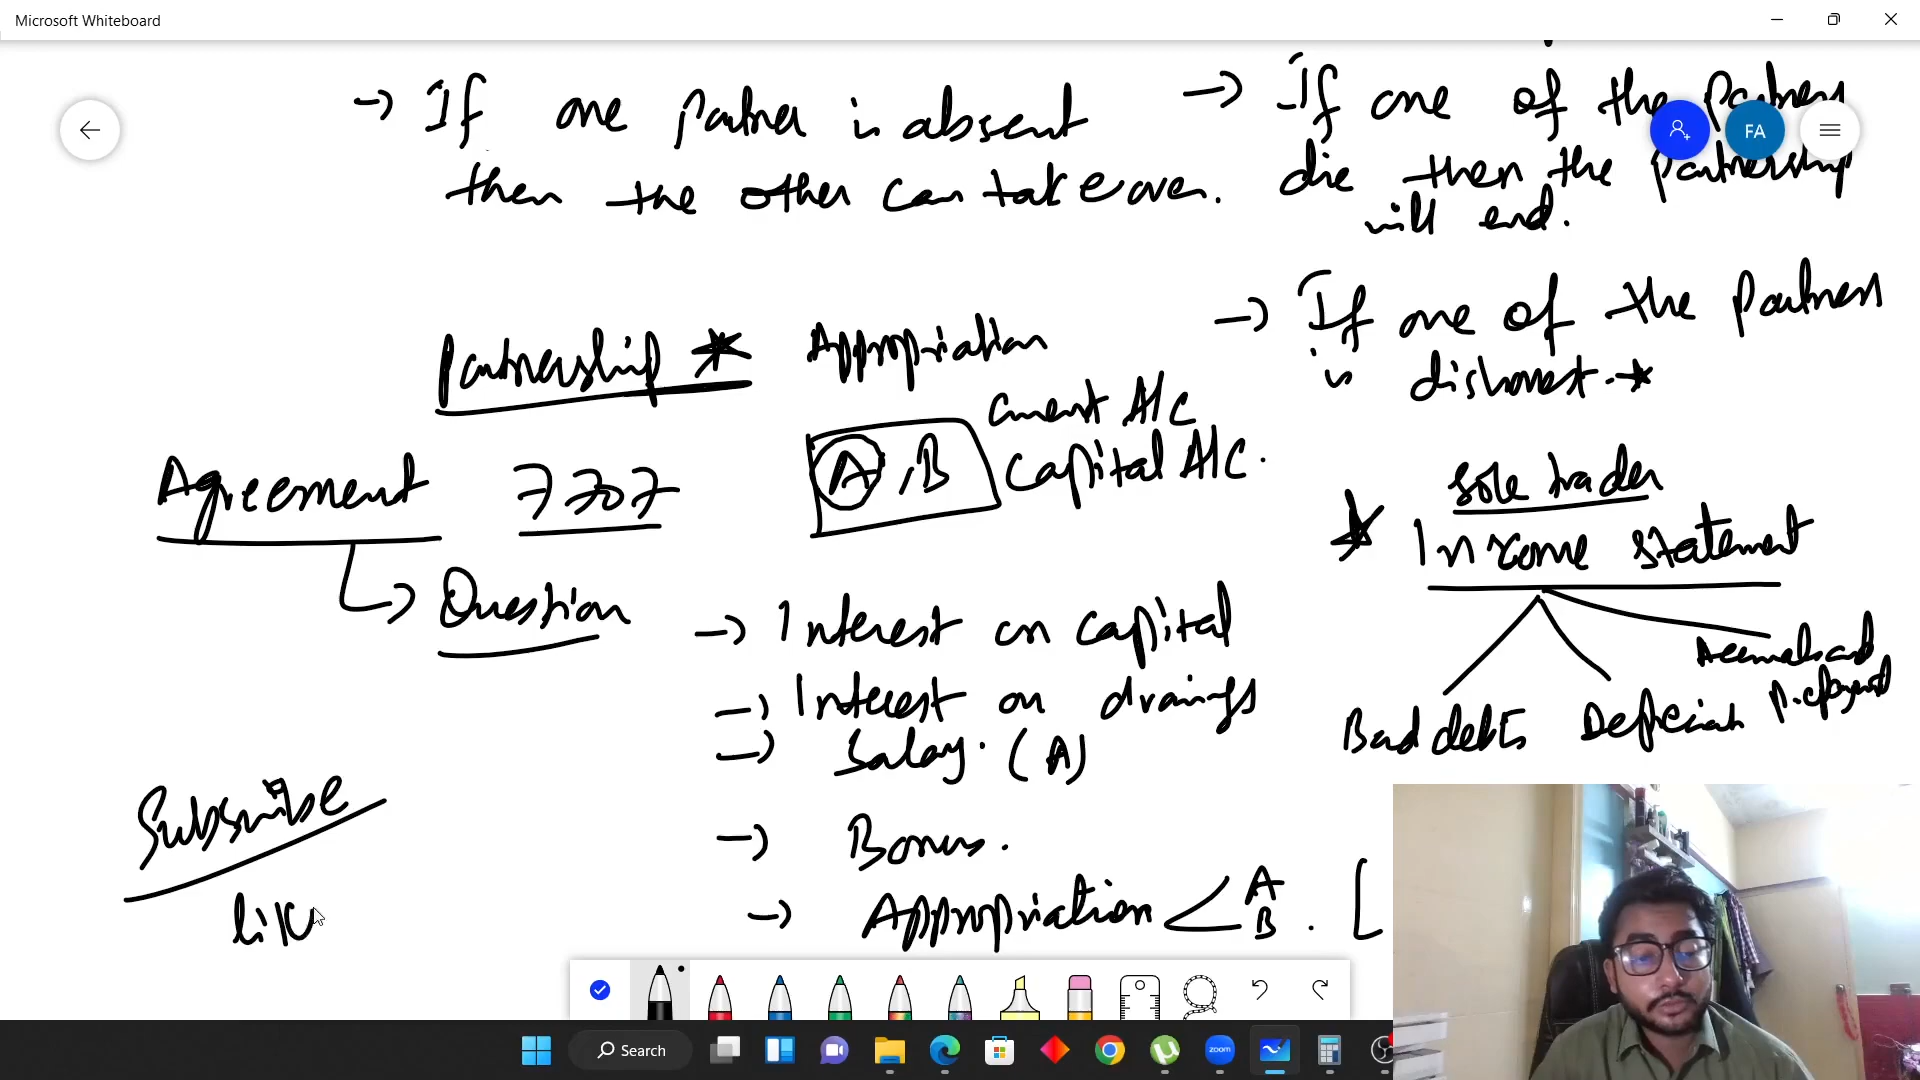 Microsoft Whiteboard
→ If one partner is absent
then the other can take over.
→ If one of the Partners
die then the partnership
will end.
→ If one of the Partners
is dishonest. *
FA
Partnership * Appropriation
Agreement
Question
A, B
Current A/C
Capital A/C.
sole trader
* Income statement
Bad debts
→ Interest on capital
→ Interest on drawings
→ Salary. (A)
→ Bonus.
→ Appropriation < A
B . [
Subscribe
like
Search
zoom